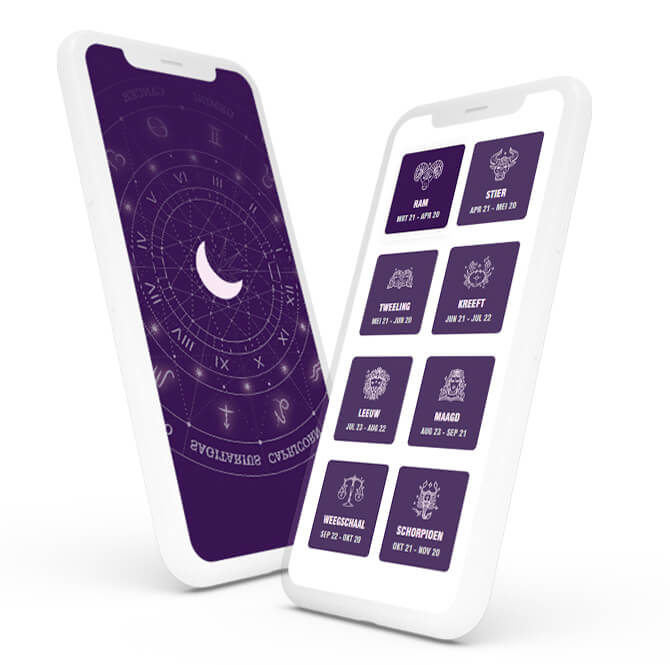 CANCER
SAGITARIUS CAPRICORN
RAM
MRT 21 - APR 20
STIER
APR 21 - MEI 20
TWEELING
MEI 21 - JUN 20
KREEFT
JUN 21 - JUL 22
LEEUW
JUL 23 - AUG 22
MAAGD
AUG 23 - SEP 21
WEEGSCHAAL
SEP 22 - OKT 20
SCHORPIOEN
OKT 21 - NOV 20